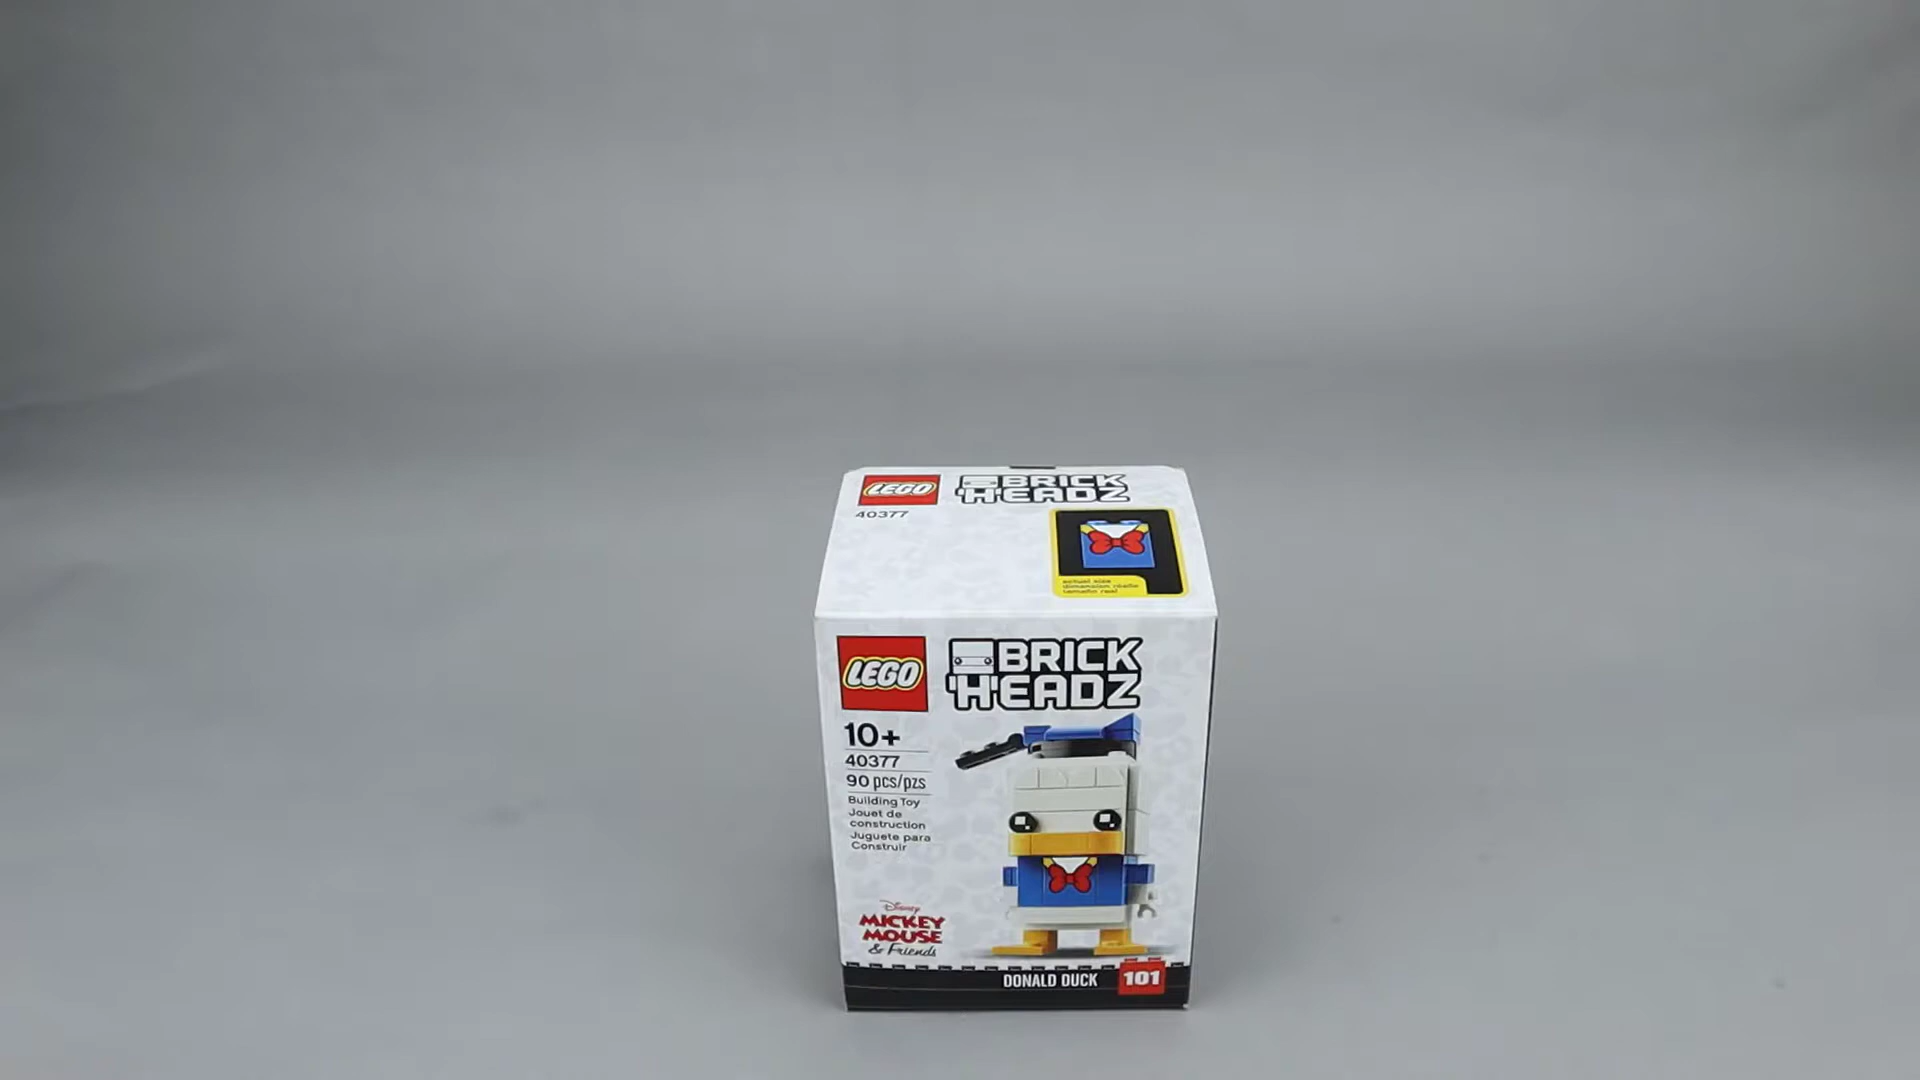 LEGO
BRICK
HEADZ
40377
actual size
dimension réelle
tamaño real
LEGO
BRICK
HEADZ
10+
40377
90 pcs/pzs
Building Toy
Jouet de
construction
Juguete para
Construir
Disney
MICKEY
MOUSE
& Friends
DONALD DUCK
101